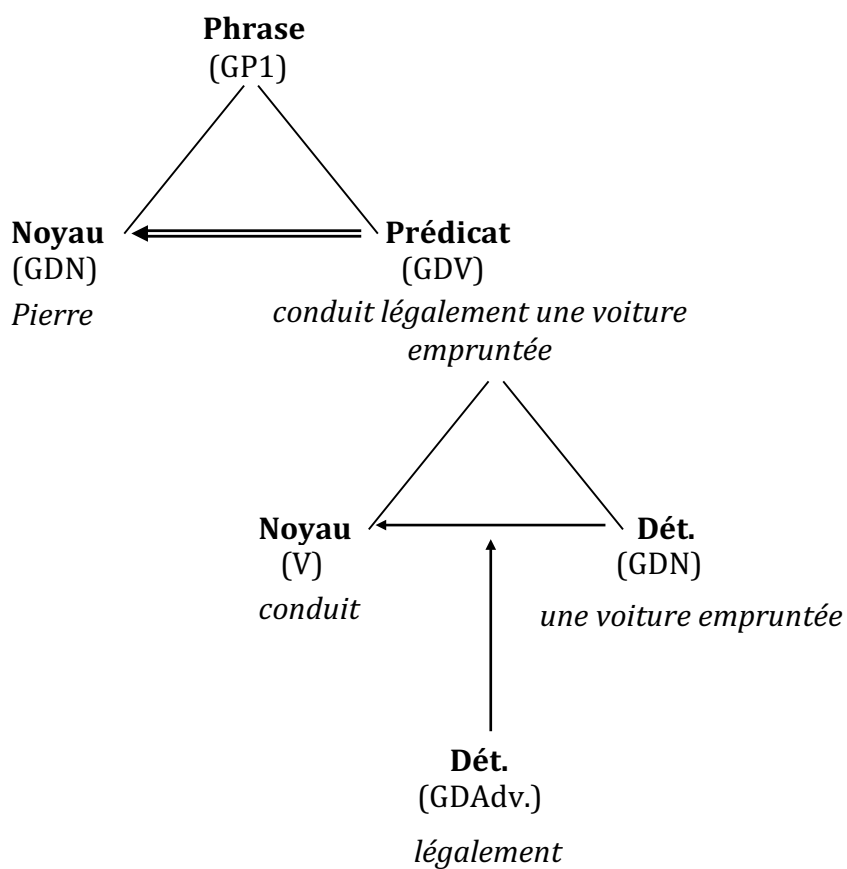 Phrase
(GP1)
Noyau
(GDN)
Pierre
Prédicat
(GDV)
conduit légalement une voiture
empruntée
Noyau
(V)
conduit
Dét.
(GDN)
une voiture empruntée
Dét.
(GDAdv.)
légalement